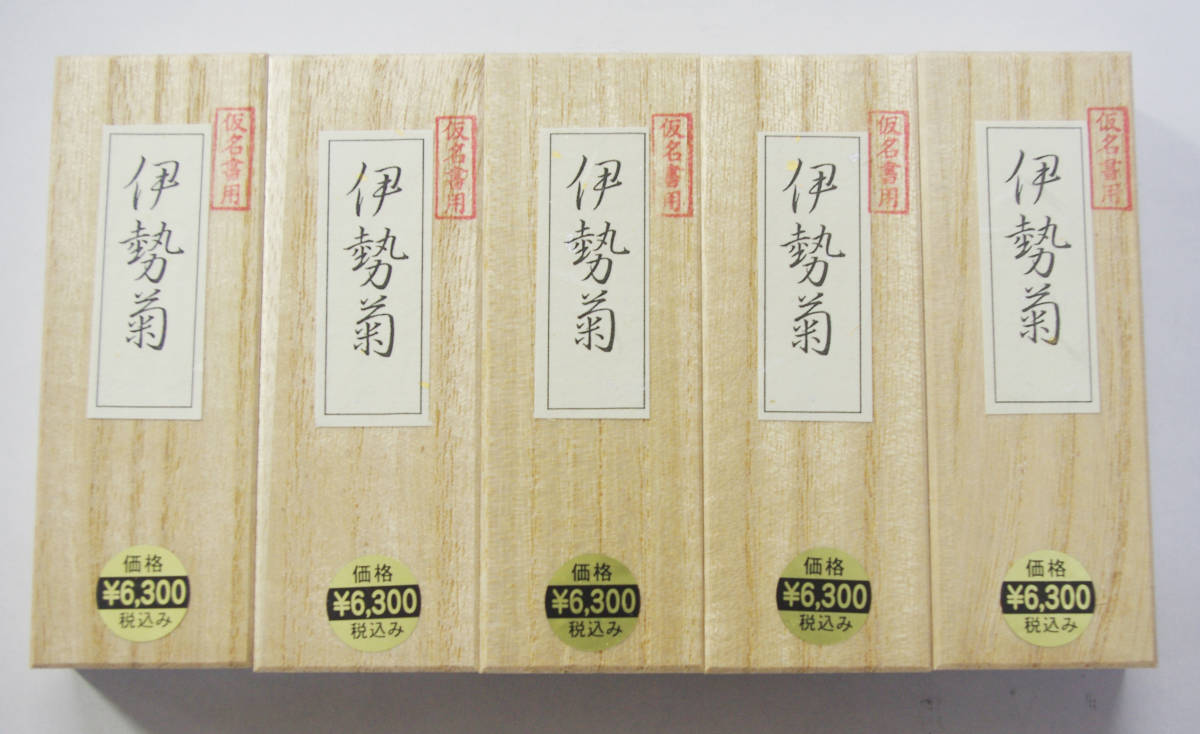 仮名書用
伊勢菊
価格
¥6,300
税込み
仮名書用
伊勢菊
価格
¥6,300
税込み
仮名書用
伊勢菊
価格
¥6,300
税込み
仮名書用
伊勢菊
価格
¥6,300
税込み
仮名書用
伊勢菊
価格
¥6,300
税込み